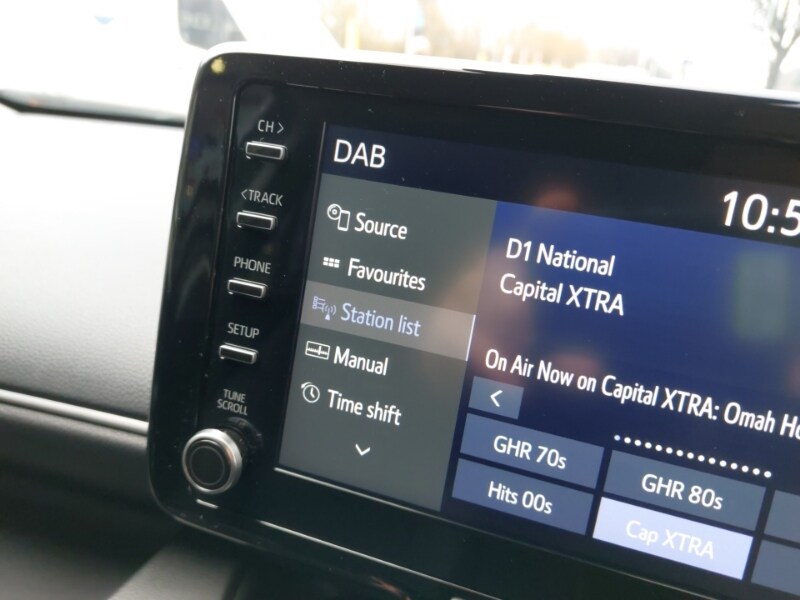 CH >
< TRACK
PHONE
SETUP
TUNE
SCROLL
DAB
10:5
Source
Favourites
Station list
Manual
Time shift
D1 National
Capital XTRA
On Air Now on Capital XTRA: Omah
<
GHR 70s
GHR 80s
Hits 00s
Cap XTRA